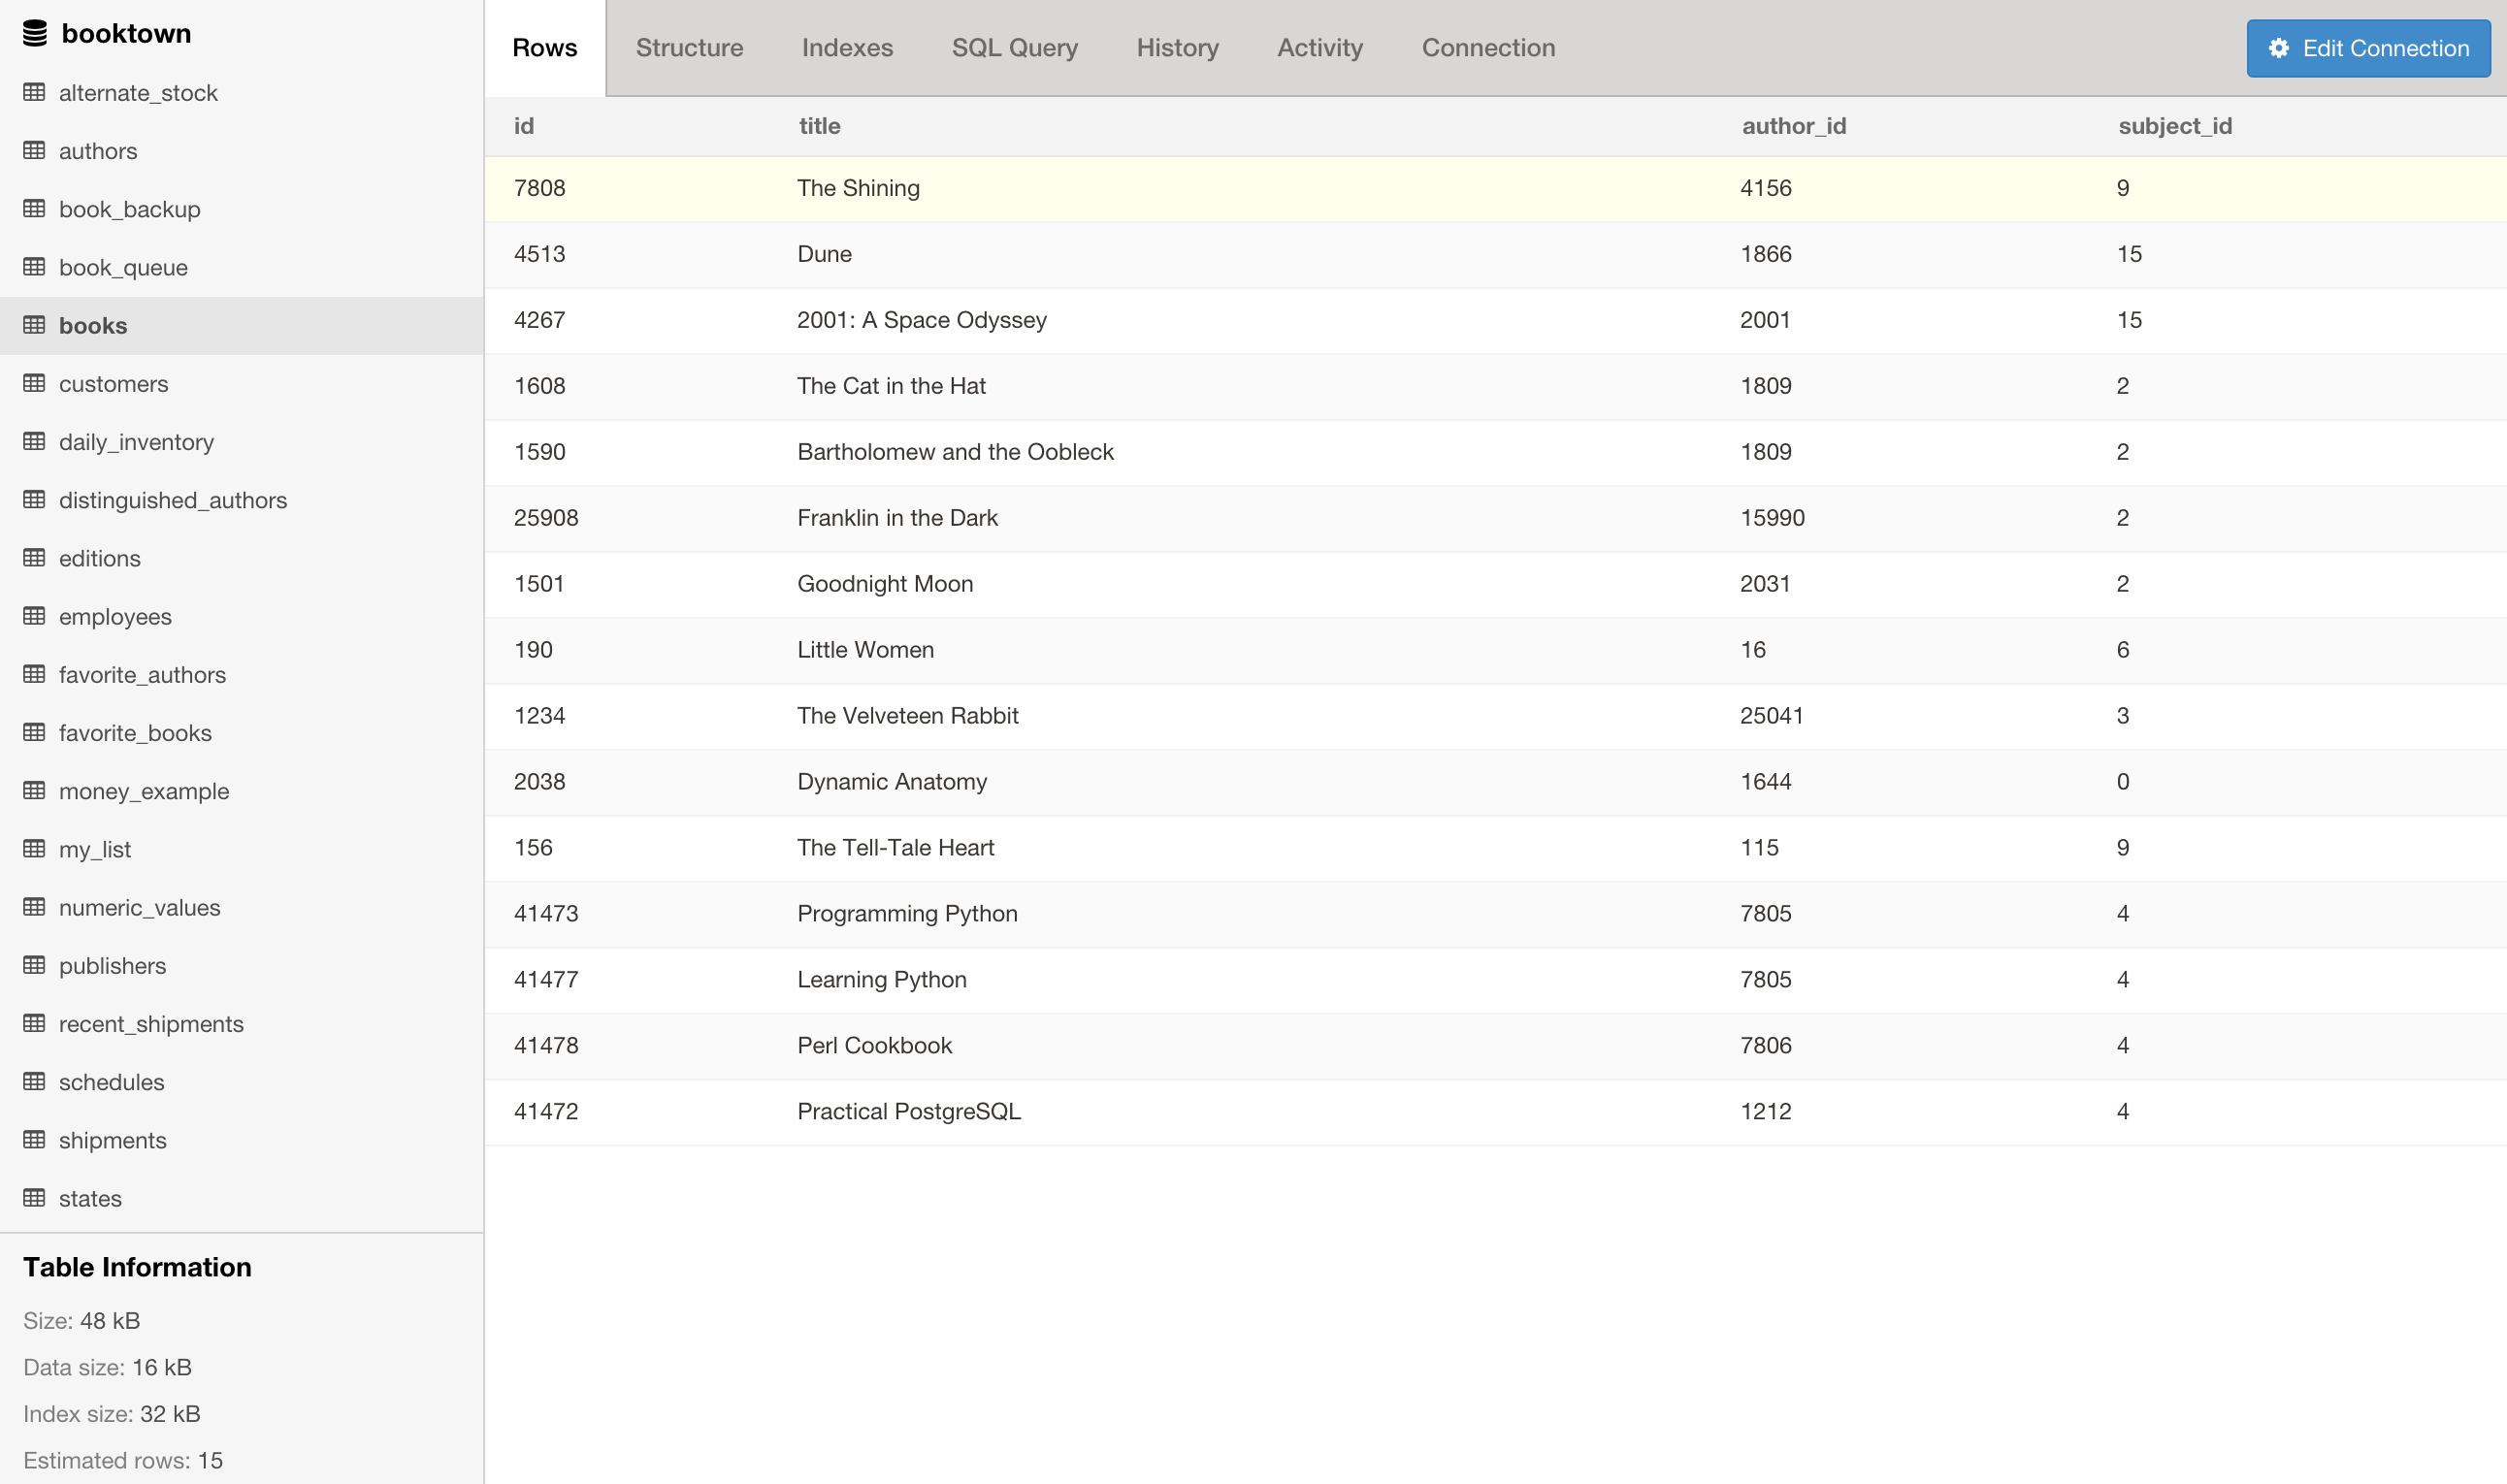 booktown
alternate_stock
authors
book_backup
book_queue
books
customers
daily_inventory
distinguished_authors
editions
employees
favorite_authors
favorite_books
money_example
my_list
numeric_values
publishers
recent_shipments
schedules
shipments
states
Table Information
Size: 48 kB
Data size: 16 kB
Index size: 32 kB
Estimated rows: 15
Rows Structure Indexes SQL Query History Activity Connection Edit Connection
id title author_id subject_id
7808 The Shining 4156 9
4513 Dune 1866 15
4267 2001: A Space Odyssey 2001 15
1608 The Cat in the Hat 1809 2
1590 Bartholomew and the Oobleck 1809 2
25908 Franklin in the Dark 15990 2
1501 Goodnight Moon 2031 2
190 Little Women 16 6
1234 The Velveteen Rabbit 25041 3
2038 Dynamic Anatomy 1644 0
156 The Tell-Tale Heart 115 9
41473 Programming Python 7805 4
41477 Learning Python 7805 4
41478 Perl Cookbook 7806 4
41472 Practical PostgreSQL 1212 4